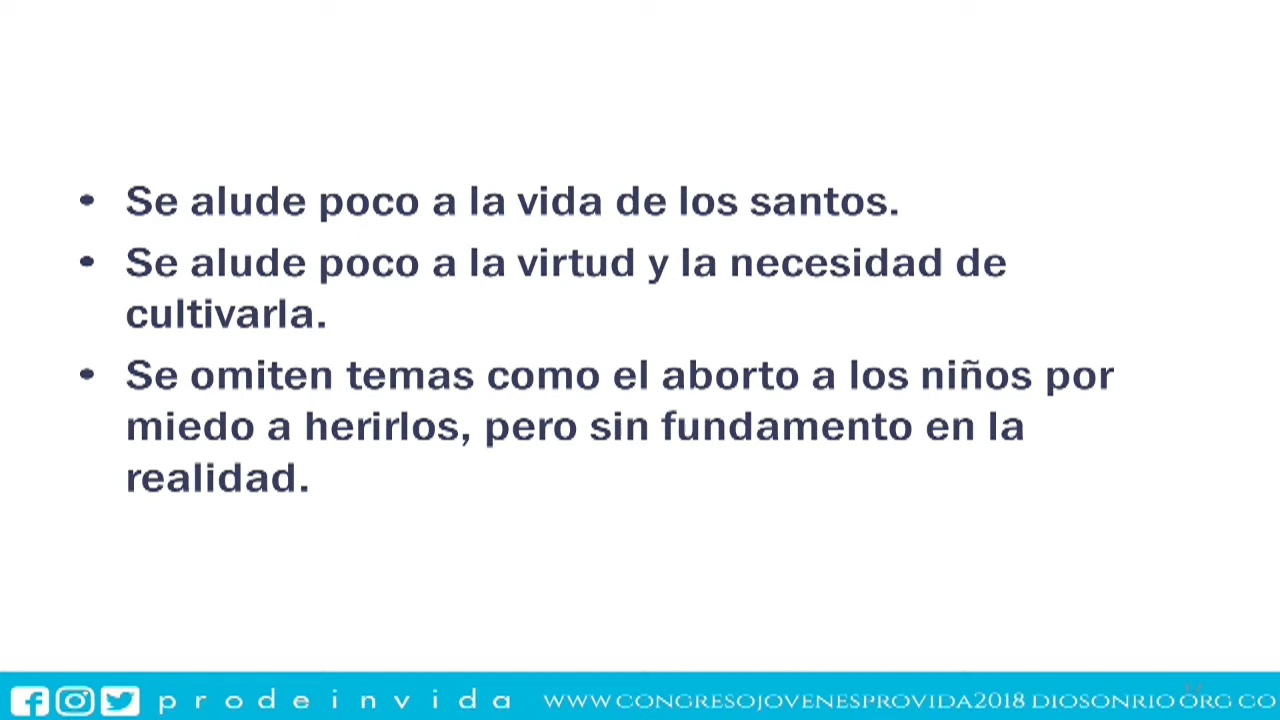 • Se alude poco a la vida de los santos.
• Se alude poco a la virtud y la necesidad de
cultivarla.
• Se omiten temas como el aborto a los niños por
miedo a herirlos, pero sin fundamento en la
realidad.
prodeinvida WWW CONGRESOJOVENESPROVIDA2018 DIOSONRIO ORG CO